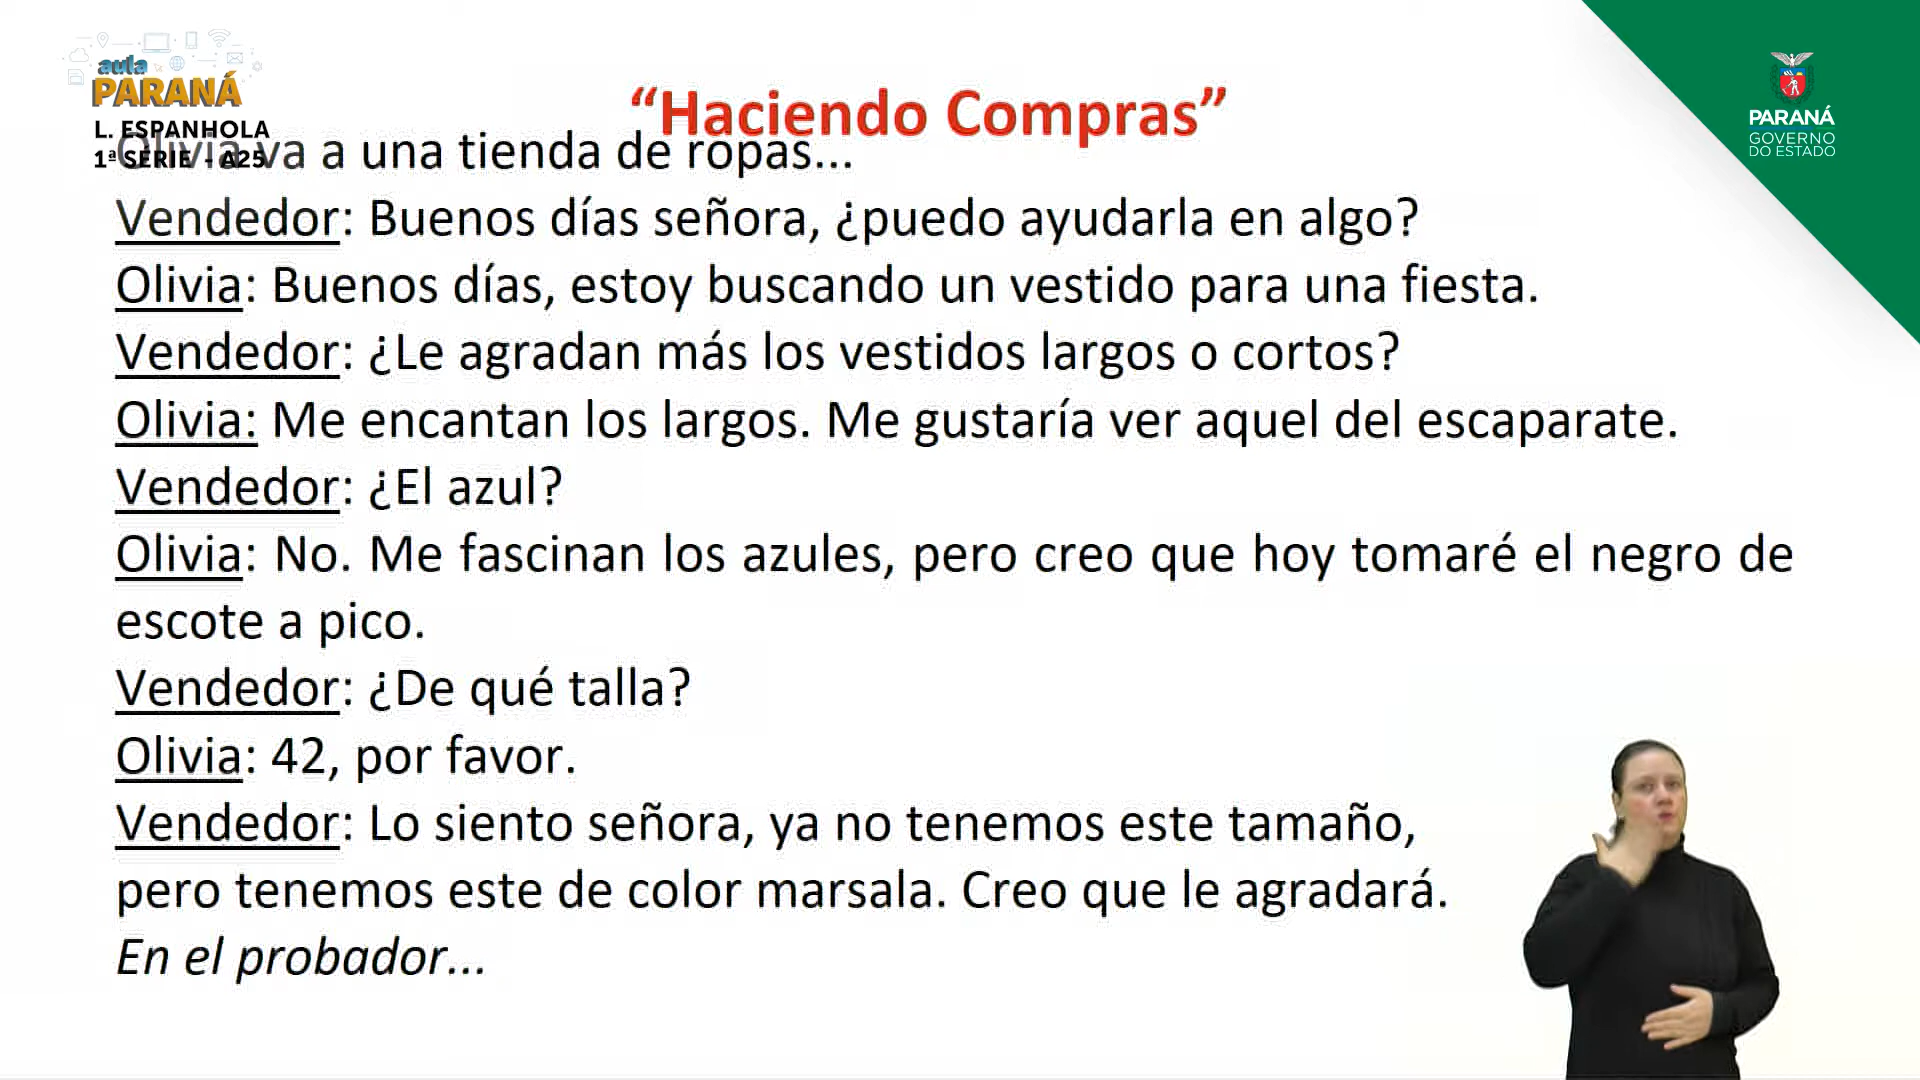 aula
PARANÁ
L. ESPANHOLA
1ª SÉRIE - A25
“Haciendo Compras”
PARANÁ
GOVERNO
DO ESTADO
Olivia va a una tienda de ropas...
Vendedor: Buenos días señora, ¿puedo ayudarla en algo?
Olivia: Buenos días, estoy buscando un vestido para una fiesta.
Vendedor: ¿Le agradan más los vestidos largos o cortos?
Olivia: Me encantan los largos. Me gustaría ver aquel del escaparate.
Vendedor: ¿El azul?
Olivia: No. Me fascinan los azules, pero creo que hoy tomaré el negro de
escote a pico.
Vendedor: ¿De qué talla?
Olivia: 42, por favor.
Vendedor: Lo siento señora, ya no tenemos este tamaño,
pero tenemos este de color marsala. Creo que le agradará.
En el probador...